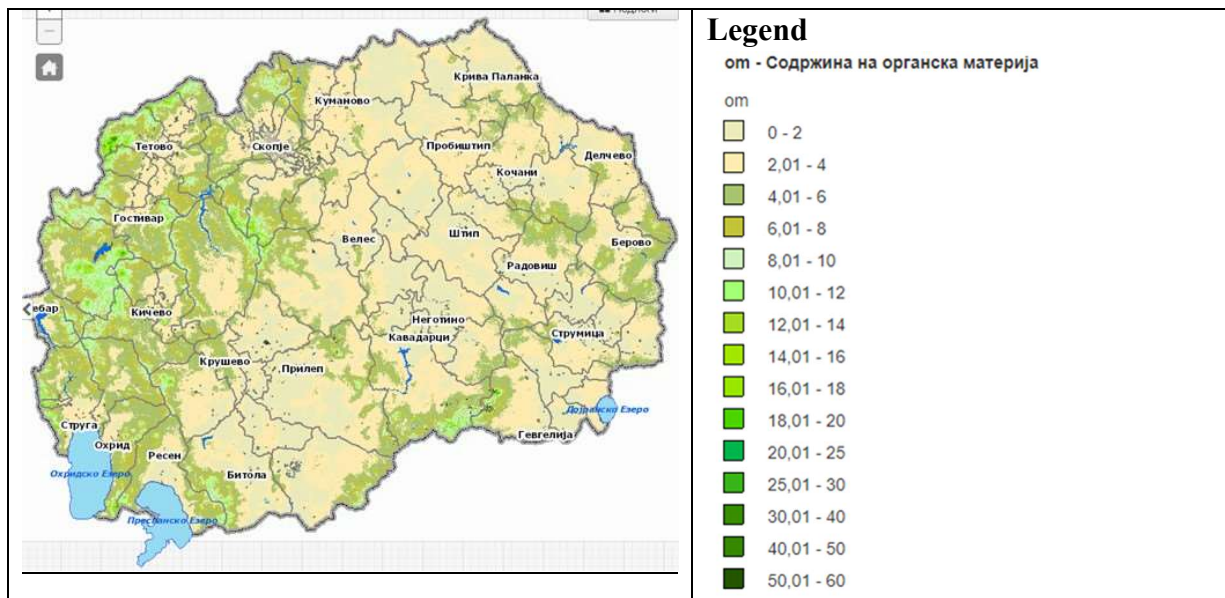 +
−
Крива Паланка
Куманово
Тетово
Скопје
Пробиштип
Делчево
Кочани
Гостивар
Велес
Штип
Берово
Радовиш
ебар
Кичево
Неготино
Кавадарци
Струмица
Крушево
Прилеп
Дојранско Езеро
Струга
Охрид
Гевгелија
Ресен
Битола
Охридско Езеро
Преспанско Езеро
Legend
om - Содржина на органска материја
om
0 - 2
2,01 - 4
4,01 - 6
6,01 - 8
8,01 - 10
10,01 - 12
12,01 - 14
14,01 - 16
16,01 - 18
18,01 - 20
20,01 - 25
25,01 - 30
30,01 - 40
40,01 - 50
50,01 - 60